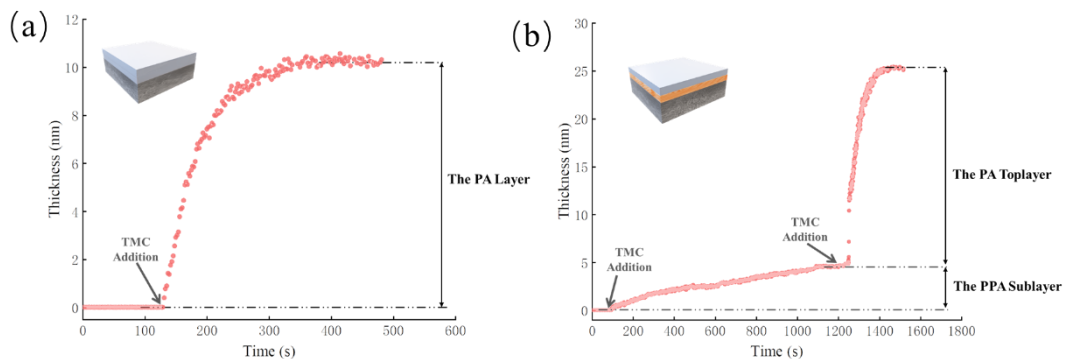 (a)
12
10
8
6
4
2
0
Thickness (nm)
TMC
Addition
The PA Layer
0 100 200 300 400 500 600
Time (s)
(b)
30
25
20
15
10
5
0
Thickness (nm)
TMC
Addition
TMC
Addition
The PA Toplayer
The PPA Sublayer
0 200 400 600 800 1000 1200 1400 1600 1800
Time (s)